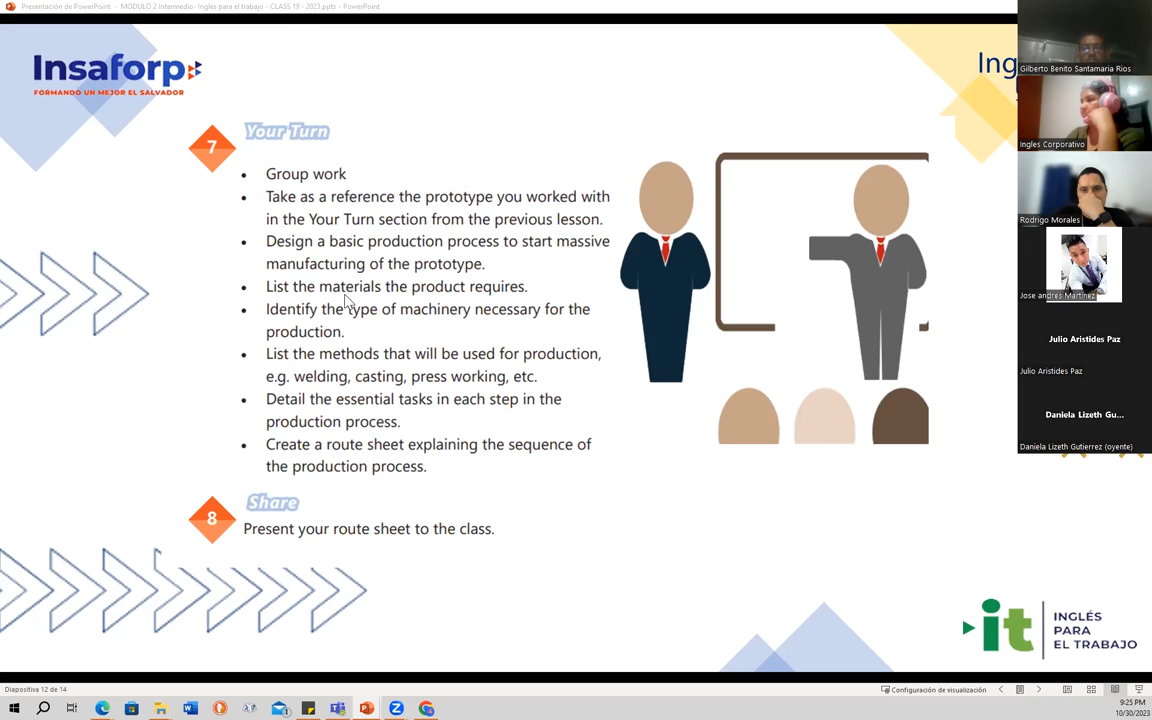 Presentación de PowerPoint - MODULO 2 Intermedio- Ingles para el trabajo - CLASS 19 - 2023.pptx - PowerPoint
Insaforp
FORMANDO UN MEJOR EL SALVADOR
Ing
Gilberto Benito Santamaria Rios
Ingles Corporativo
Rodrigo Morales
Jose andres Martinez
Julio Aristides Paz
Julio Aristides Paz
Daniela Lizeth Gu...
Daniela Lizeth Gutierrez (oyente)
7
Your Turn
• Group work
• Take as a reference the prototype you worked with
in the Your Turn section from the previous lesson.
• Design a basic production process to start massive
manufacturing of the prototype.
• List the materials the product requires.
• Identify the type of machinery necessary for the
production.
• List the methods that will be used for production,
e.g. welding, casting, press working, etc.
• Detail the essential tasks in each step in the
production process.
• Create a route sheet explaining the sequence of
the production process.
8
Share
Present your route sheet to the class.
it
INGLÉS
PARA
EL TRABAJO
Diapositiva 12 de 14
Configuración de visualización
9:25 PM
10/30/2023